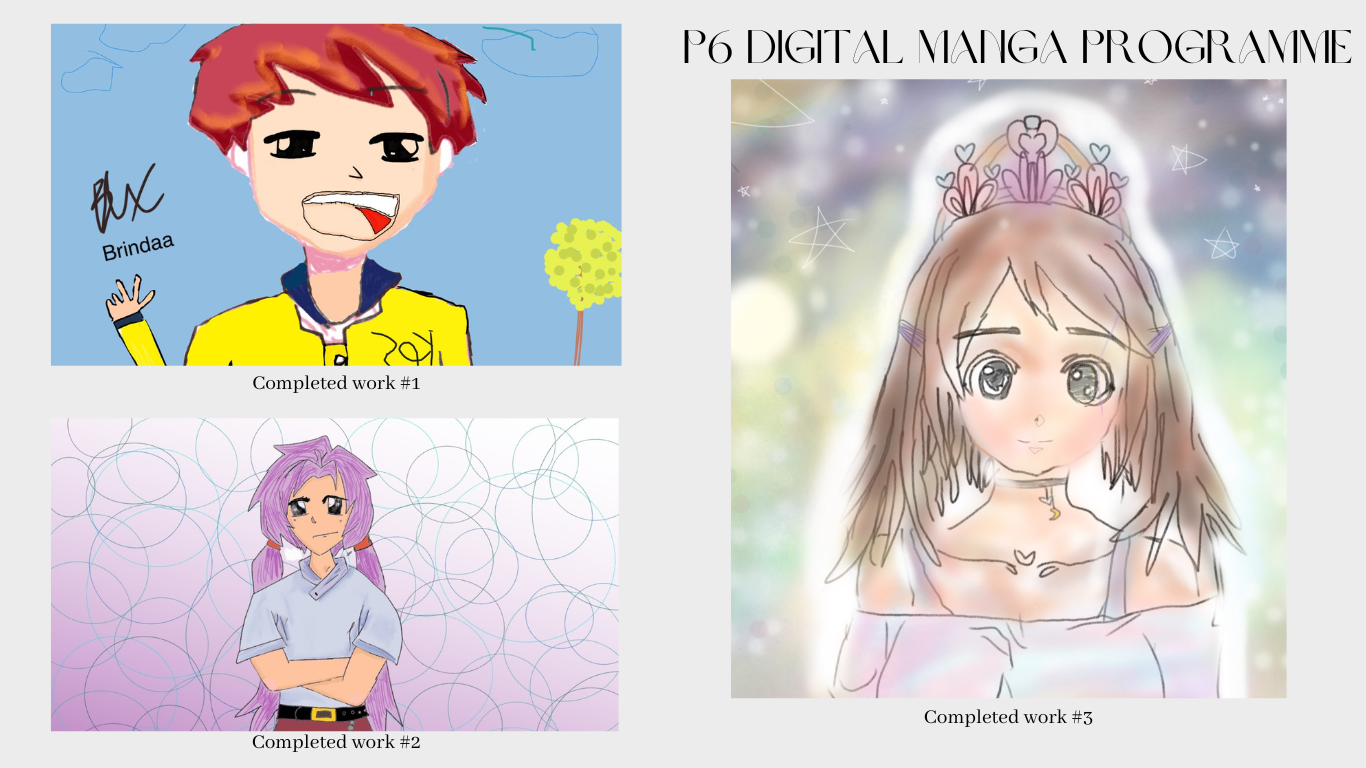 P6 DIGITAL MANGA PROGRAMME
Brindaa
Completed work #1
Completed work #2
Completed work #3